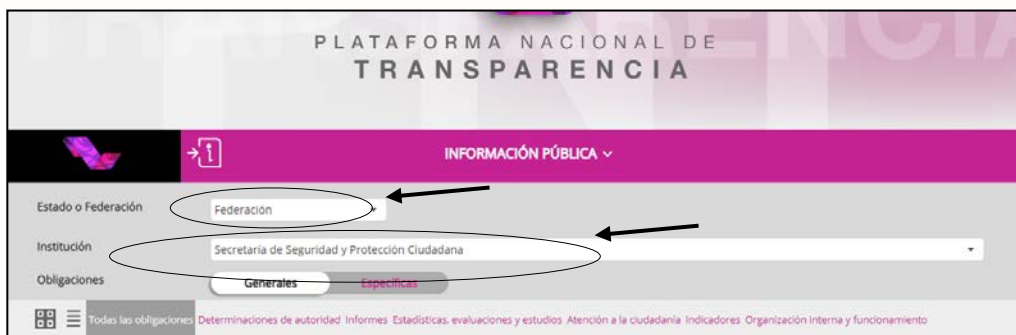 PLATAFORMA NACIONAL DE
TRANSPARENCIA
INFORMACIÓN PÚBLICA
Estado o Federación Federación
Institución Secretaría de Seguridad y Protección Ciudadana
Obligaciones Generales Específicas
Todas las obligaciones Determinaciones de autoridad Informes Estadísticas, evaluaciones y estudios Atención a la ciudadanía Indicadores Organización interna y funcionamiento